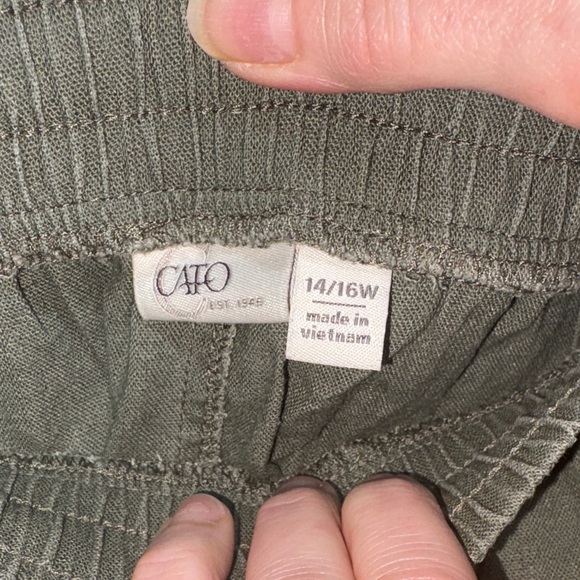 CATO
EST. 1946
14/16W
made in
vietnam